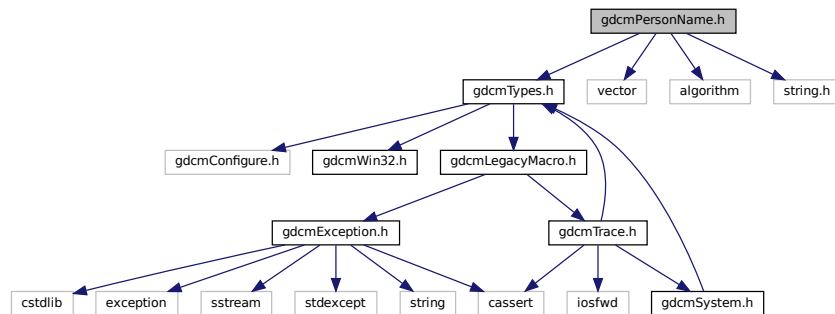 gdcmPersonName.h
gdcmTypes.h
vector
algorithm
string.h
gdcmConfigure.h
gdcmWin32.h
gdcmLegacyMacro.h
gdcmException.h
gdcmTrace.h
cstdlib
exception
sstream
stdexcept
string
cassert
iosfwd
gdcmSystem.h